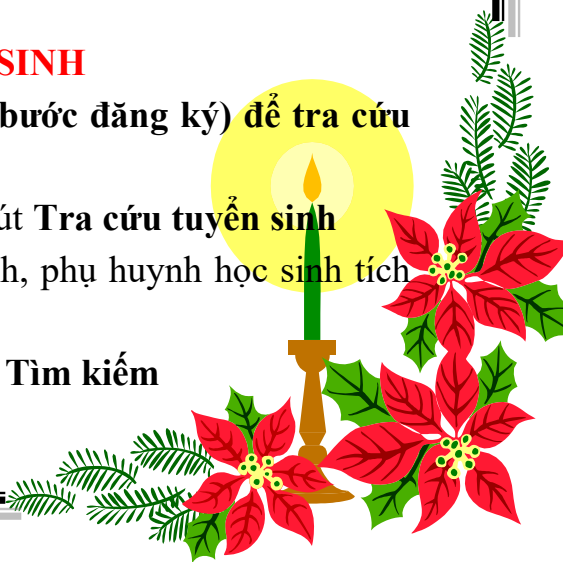 SINH
bước đăng ký) để tra cứu
út Tra cứu tuyển sinh
h, phụ huynh học sinh tích
Tìm kiếm